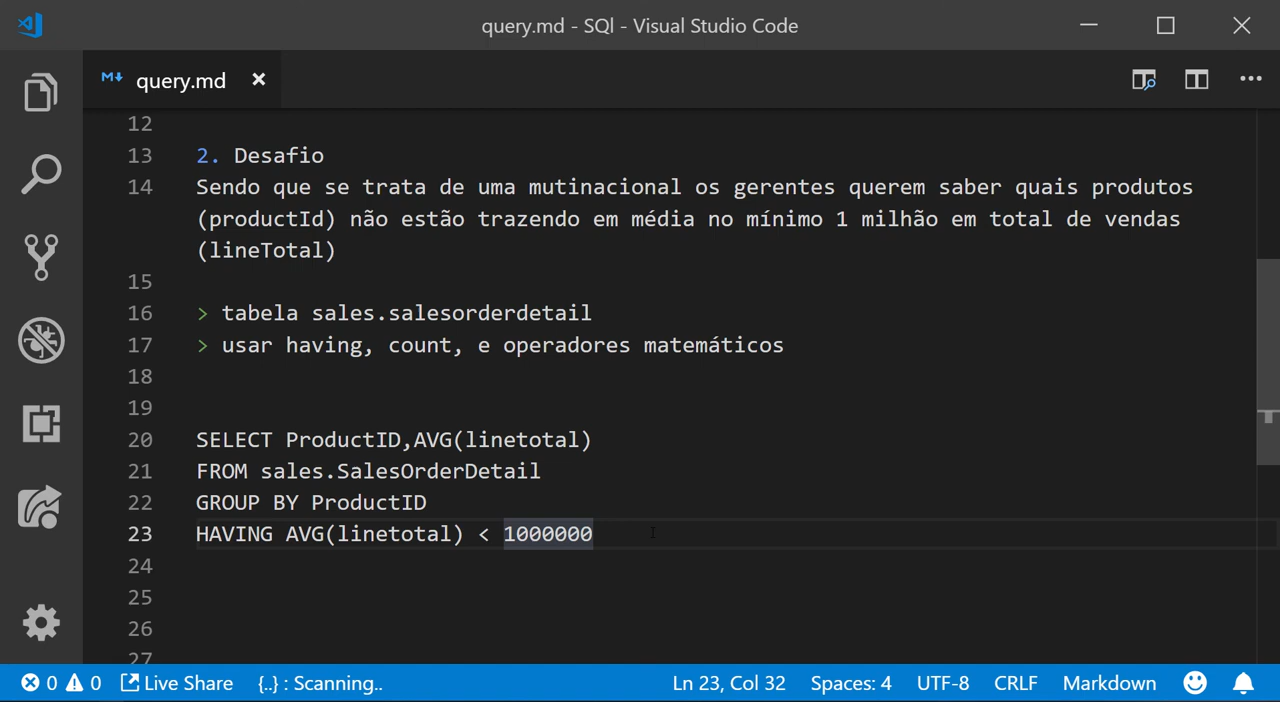 query.md - SQl - Visual Studio Code
M↓ query.md ×
12
13 2. Desafio
14 Sendo que se trata de uma mutinacional os gerentes querem saber quais produtos
(productId) não estão trazendo em média no mínimo 1 milhão em total de vendas
(lineTotal)
15
16 > tabela sales.salesorderdetail
17 > usar having, count, e operadores matemáticos
18
19
20 SELECT ProductID,AVG(linetotal)
21 FROM sales.SalesOrderDetail
22 GROUP BY ProductID
23 HAVING AVG(linetotal) < 1000000
24
25
26
27
0 0 Live Share {..} : Scanning.. Ln 23, Col 32 Spaces: 4 UTF-8 CRLF Markdown